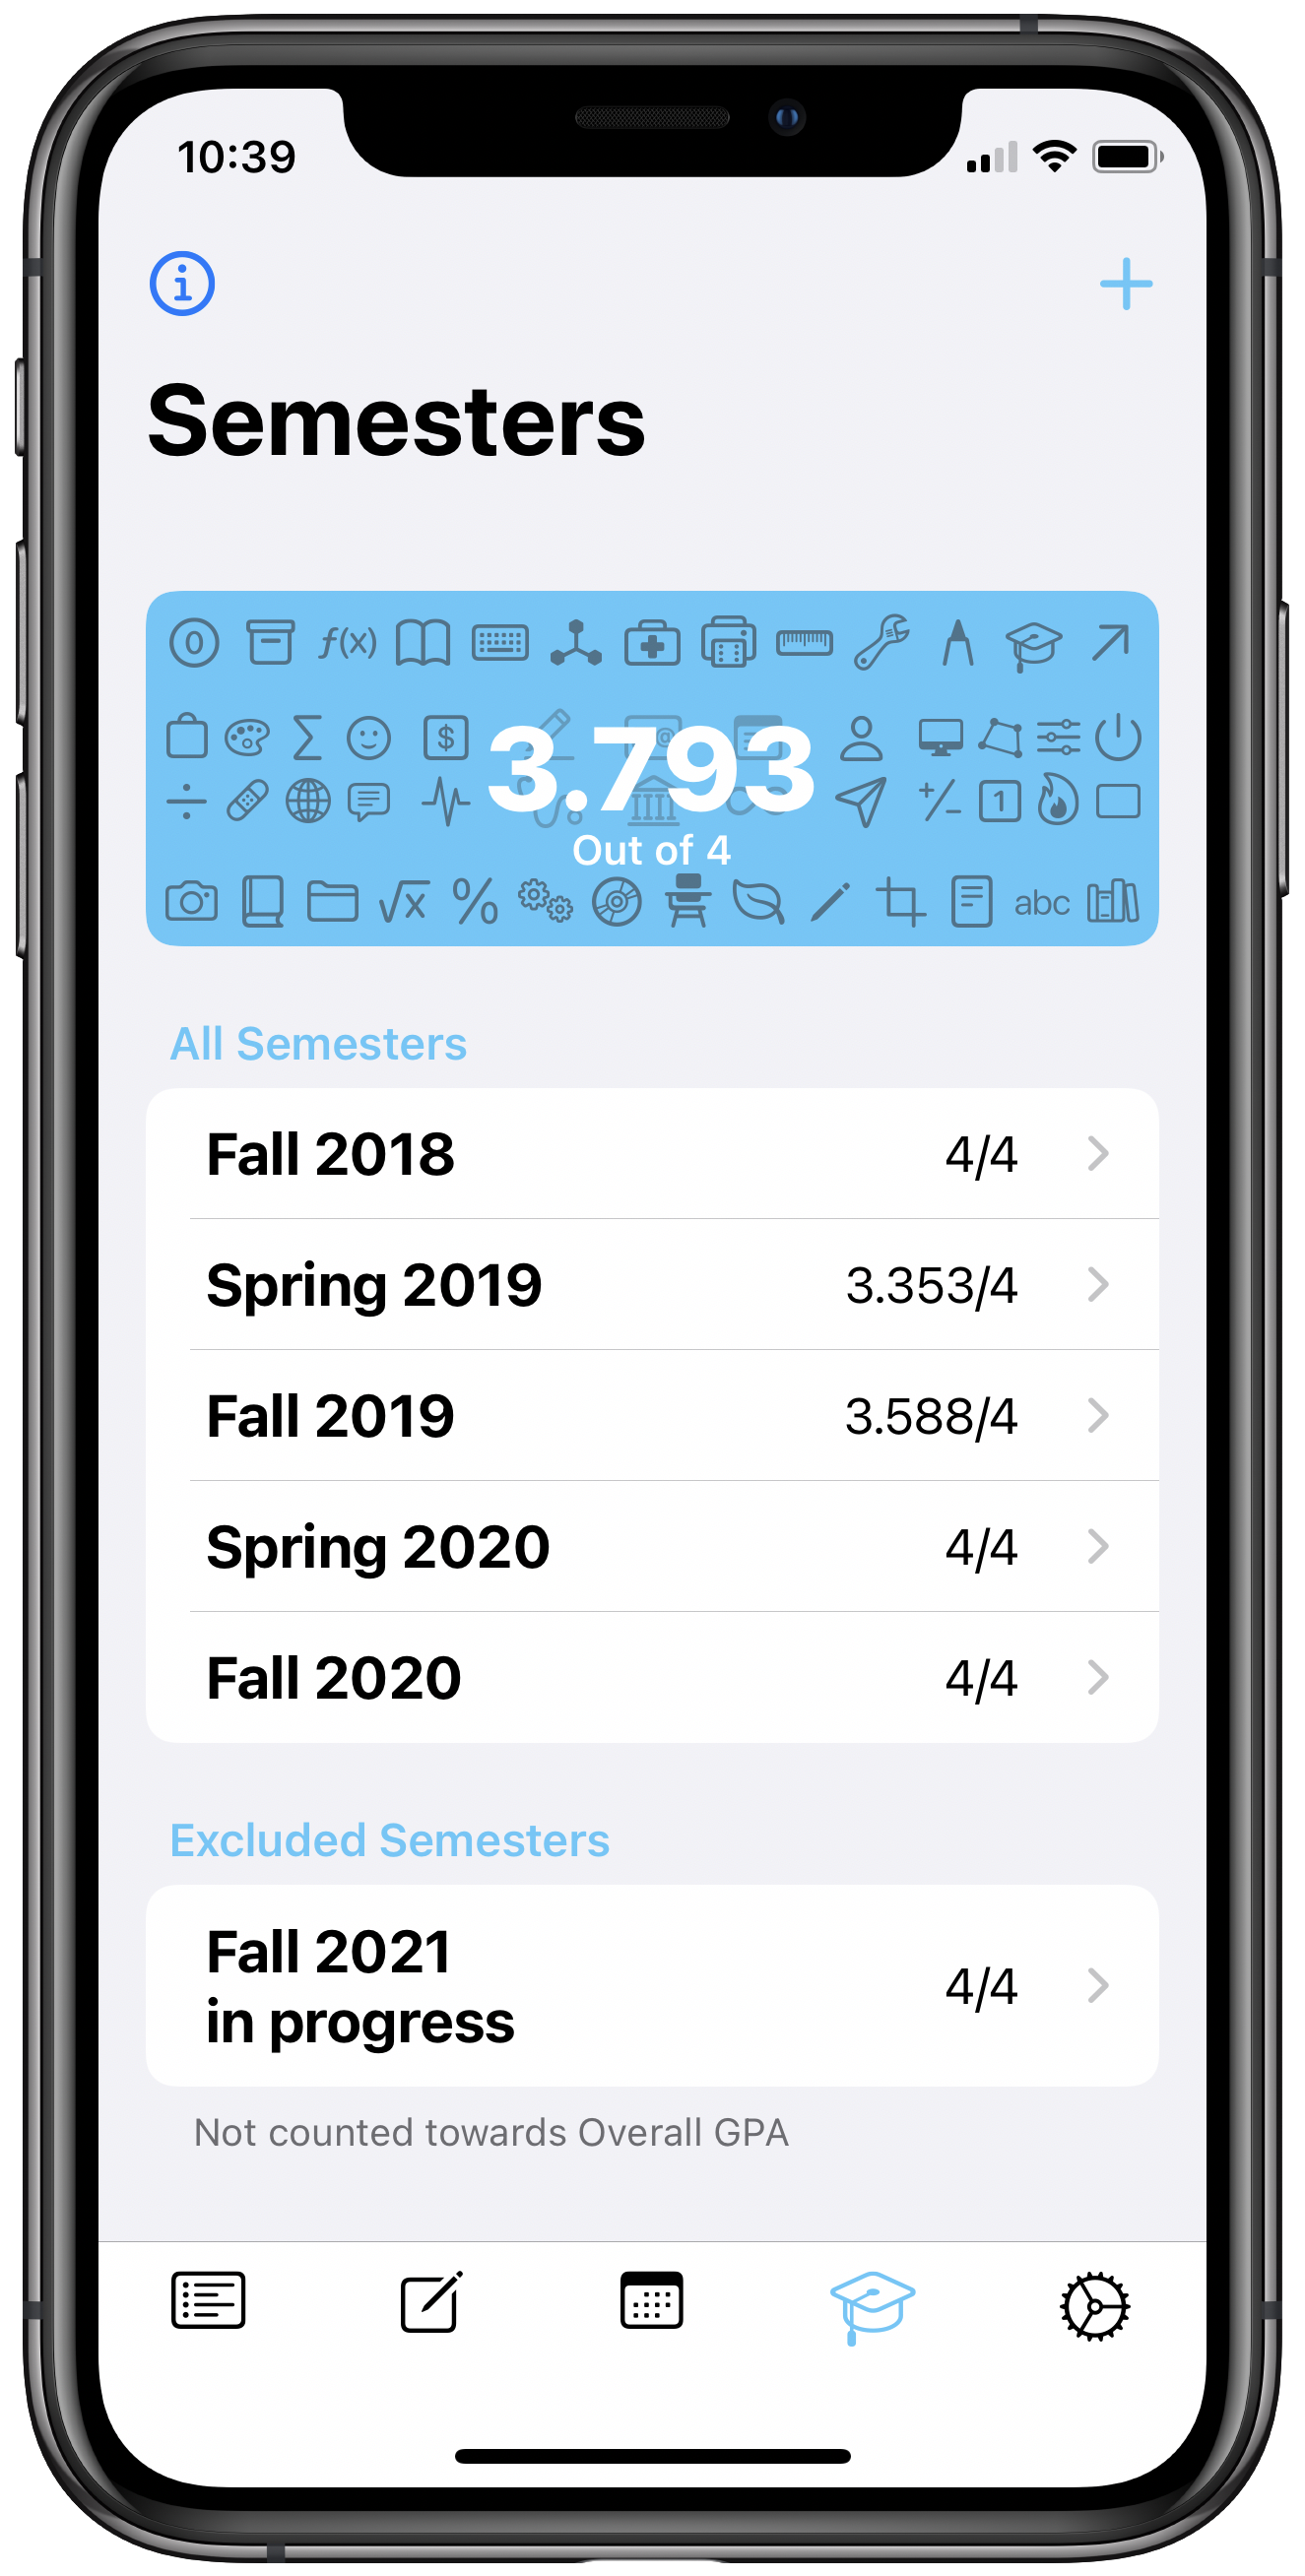 10:39
Semesters
0
f(x)
$
@
1
3.793
Out of 4
√x
%
abc
All Semesters
Fall 2018 4/4
Spring 2019 3.353/4
Fall 2019 3.588/4
Spring 2020 4/4
Fall 2020 4/4
Excluded Semesters
Fall 2021
in progress 4/4
Not counted towards Overall GPA